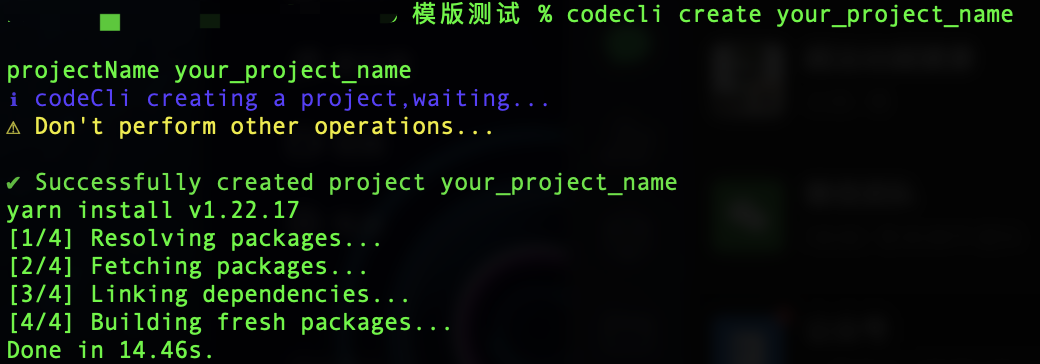 模版测试 % codecli create your_project_name
projectName your_project_name
ℹ codeCli creating a project,waiting...
⚠ Don't perform other operations...
✔ Successfully created project your_project_name
yarn install v1.22.17
[1/4] Resolving packages...
[2/4] Fetching packages...
[3/4] Linking dependencies...
[4/4] Building fresh packages...
Done in 14.46s.